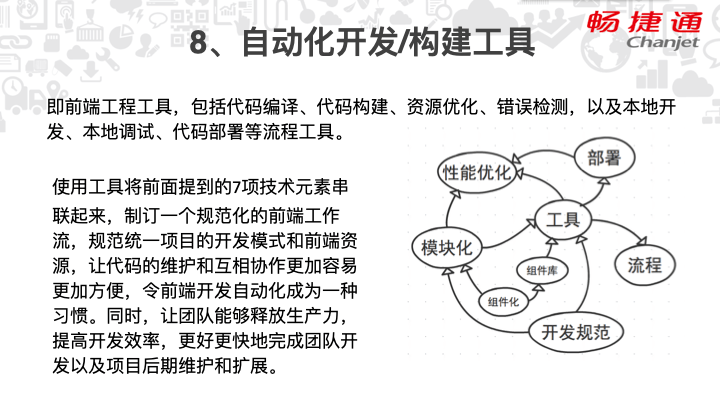 8、自动化开发/构建工具
畅捷通
Chanjet
即前端工程工具，包括代码编译、代码构建、资源优化、错误检测，以及本地开
发、本地调试、代码部署等流程工具。
使用工具将前面提到的7项技术元素串
联起来，制订一个规范化的前端工作
流，规范统一项目的开发模式和前端资
源，让代码的维护和互相协作更加容易
更加方便，令前端开发自动化成为一种
习惯。同时，让团队能够释放生产力，
提高开发效率，更好更快地完成团队开
发以及项目后期维护和扩展。
部署
性能优化
工具
模块化
流程
组件库
组件化
开发规范